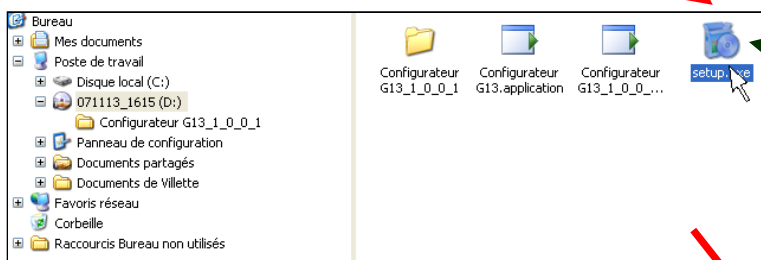 Bureau
Mes documents
Poste de travail
Disque local (C:)
071113_1615 (D:)
Configurateur G13_1_0_0_1
Panneau de configuration
Documents partagés
Documents de Villette
Favoris réseau
Corbeille
Raccourcis Bureau non utilisés
Configurateur
G13_1_0_0_1
Configurateur
G13.application
Configurateur
G13_1_0_0_...
setup.exe